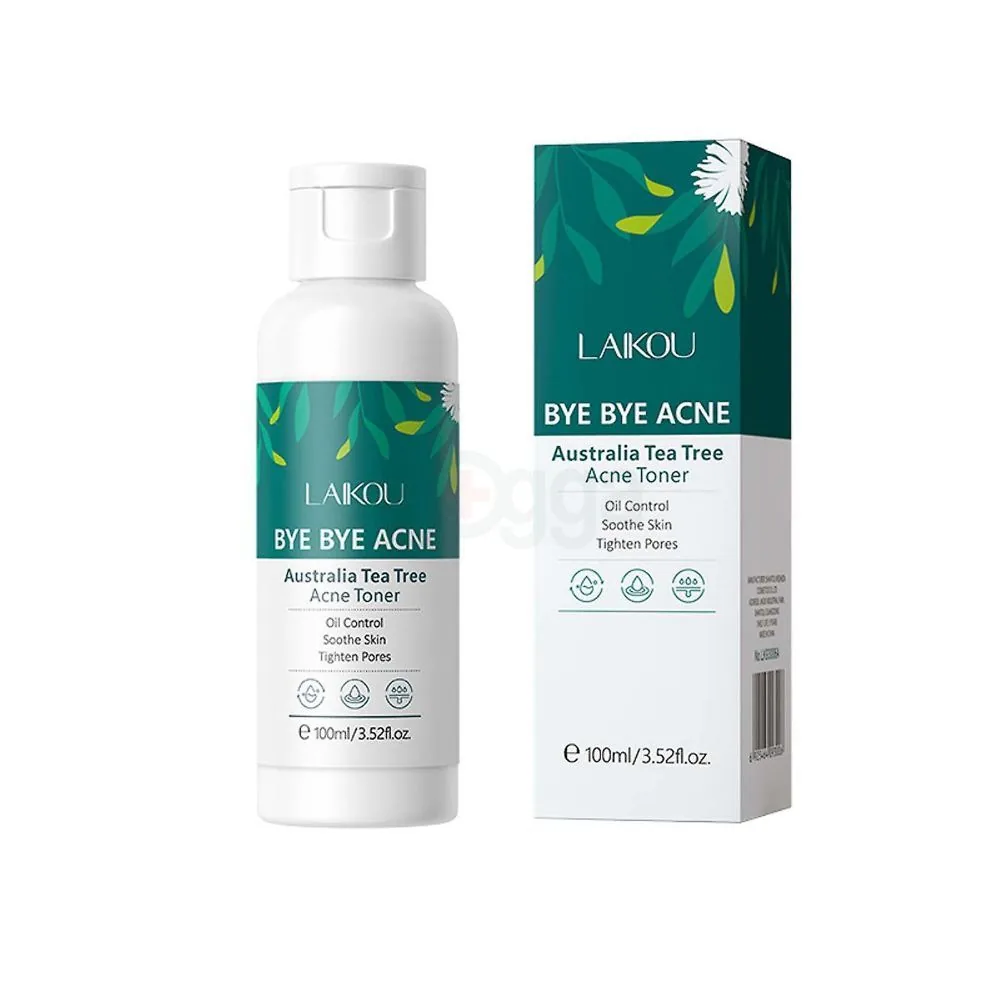 LAIKOU
BYE BYE ACNE
Australia Tea Tree
Acne Toner
Oil Control
Soothe Skin
Tighten Pores
e 100ml/3.52fl.oz.
LAIKOU
BYE BYE ACNE
Australia Tea Tree
Acne Toner
Oil Control
Soothe Skin
Tighten Pores
e 100ml/3.52fl.oz.